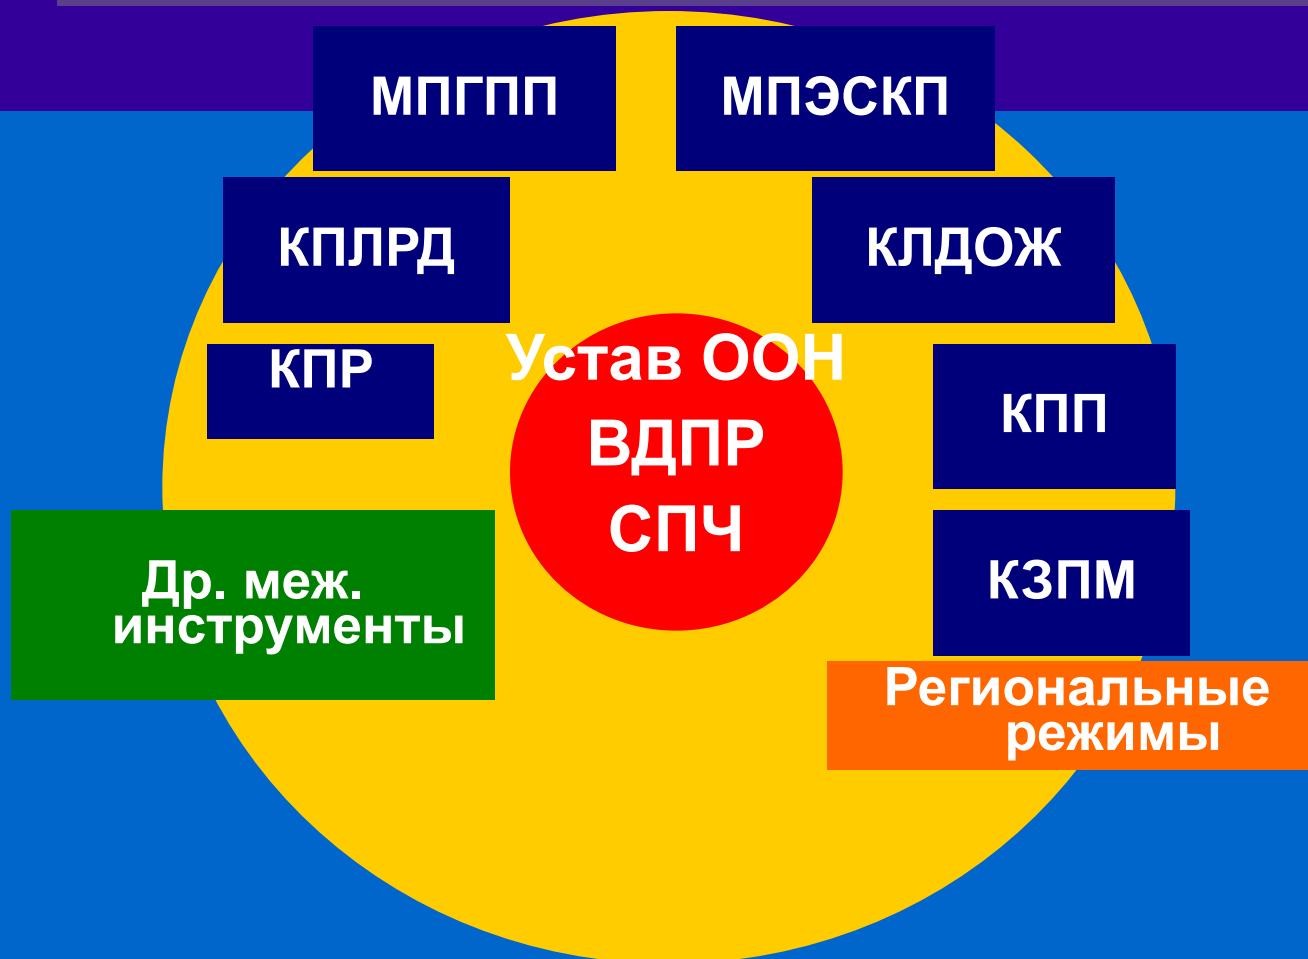 МПГПП
МПЭСКП
КПЛРД
КЛДОЖ
КПР
Устав ООН
ВДПР
СПЧ
КПП
КЗПМ
Др. меж.
инструменты
Региональные
режимы